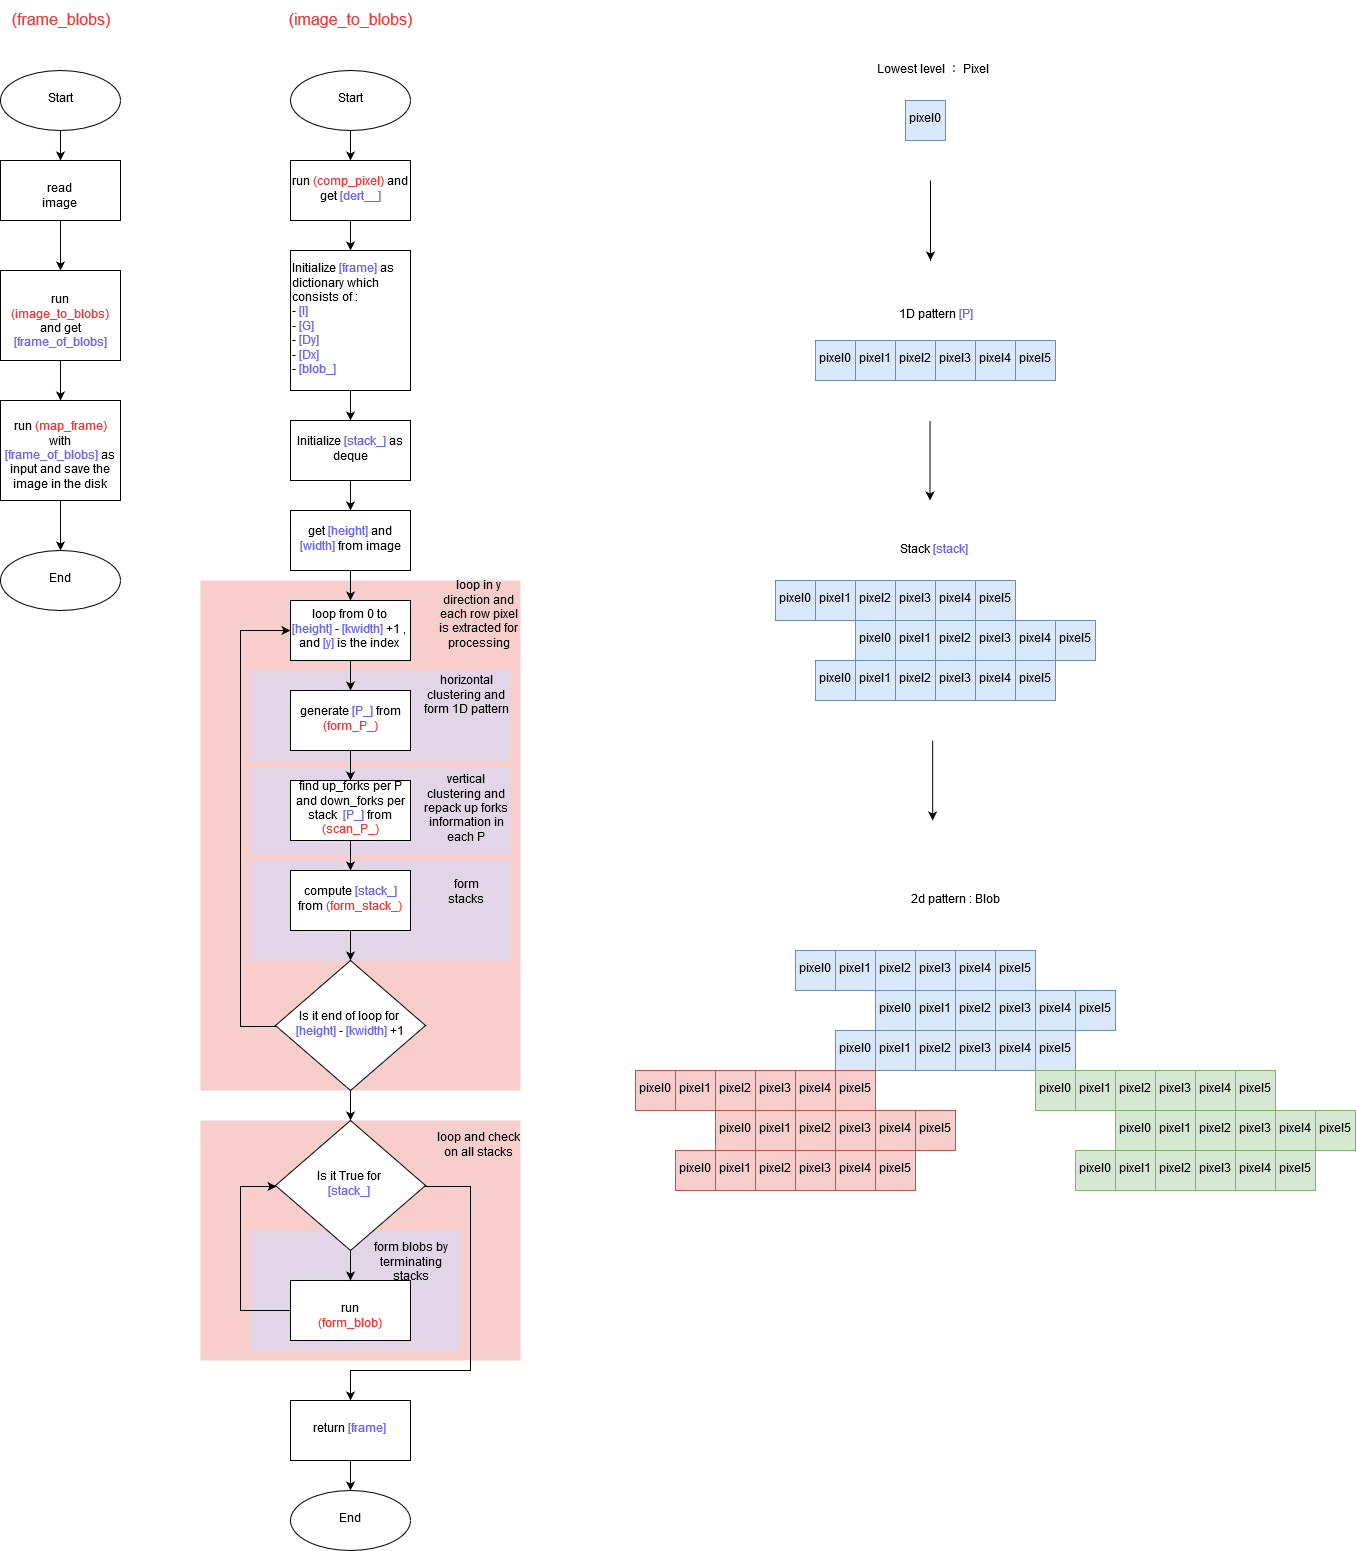 (frame_blobs)
Start
read
image
run
(image_to_blobs)
and get
[frame_of_blobs]
run (map_frame)
with
[frame_of_blobs] as
input and save the
image in the disk
End
(image_to_blobs)
Start
run (comp_pixel) and
get [dert__]
Initialize [frame] as
dictionary which
consists of :
- [I]
- [G]
- [Dy]
- [Dx]
- [blob_]
Initialize [stack_] as
deque
get [height] and
[width] from image
loop in y
direction and
each row pixel
is extracted for
processing
loop from 0 to
[height] - [kwidth] +1 ,
and [y] is the index
horizontal
clustering and
form 1D pattern
generate [P_] from
(form_P_)
vertical
clustering and
repack up forks
information in
each P
find up_forks per P
and down_forks per
stack [P_] from
(scan_P_)
form
stacks
compute [stack_]
from (form_stack_)
Is it end of loop for
[height] - [kwidth] +1
loop and check
on all stacks
Is it True for
[stack_]
form blobs by
terminating
stacks
run
(form_blob)
return [frame]
End
Lowest level : Pixel
pixel0
1D pattern [P]
pixel0 pixel1 pixel2 pixel3 pixel4 pixel5
Stack [stack]
pixel0 pixel1 pixel2 pixel3 pixel4 pixel5
pixel0 pixel1 pixel2 pixel3 pixel4 pixel5
pixel0 pixel1 pixel2 pixel3 pixel4 pixel5
2d pattern : Blob
pixel0 pixel1 pixel2 pixel3 pixel4 pixel5
pixel0 pixel1 pixel2 pixel3 pixel4 pixel5
pixel0 pixel1 pixel2 pixel3 pixel4 pixel5
pixel0 pixel1 pixel2 pixel3 pixel4 pixel5 pixel0 pixel1 pixel2 pixel3 pixel4 pixel5
pixel0 pixel1 pixel2 pixel3 pixel4 pixel5 pixel0 pixel1 pixel2 pixel3 pixel4 pixel5
pixel0 pixel1 pixel2 pixel3 pixel4 pixel5 pixel0 pixel1 pixel2 pixel3 pixel4 pixel5